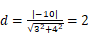 d = |−10| / √(3² + 4²) = 2